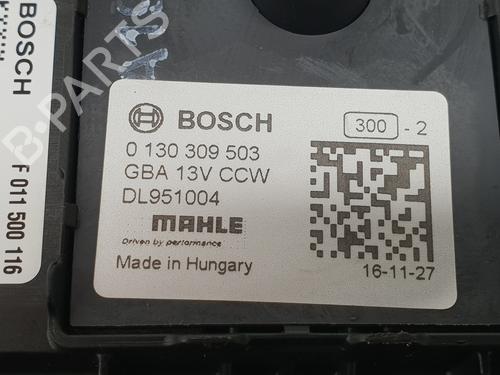 BOSCH
F 011 500 116
BOSCH
300 - 2
0 130 309 503
GBA 13V CCW
DL951004
MAHLE
Driven by performance
Made in Hungary
16-11-27
B-PARTS